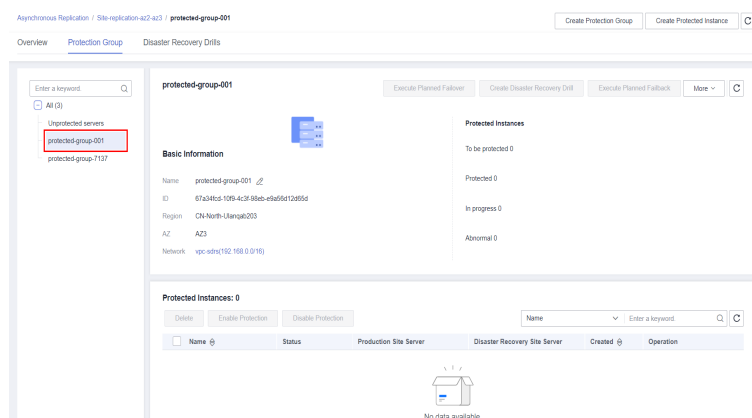 Asynchronous Replication / Site-replication-az2-az3 / protected-group-001
Create Protection Group
Create Protected Instance
Overview
Protection Group
Disaster Recovery Drills
Enter a keyword.
All (3)
Unprotected servers
protected-group-001
protected-group-7137
protected-group-001
Execute Planned Failover
Create Disaster Recovery Drill
Execute Planned Failback
More
Basic Information
Name protected-group-001
ID 67a34fcd-10f9-4c3f-98eb-e9a56d12d65d
Region CN-North-Ulanqab203
AZ AZ3
Network vpc-sdrs(192.168.0.0/16)
Protected Instances
To be protected 0
Protected 0
In progress 0
Abnormal 0
Protected Instances: 0
Delete
Enable Protection
Disable Protection
Name
Enter a keyword.
Name Status Production Site Server Disaster Recovery Site Server Created Operation
No data available